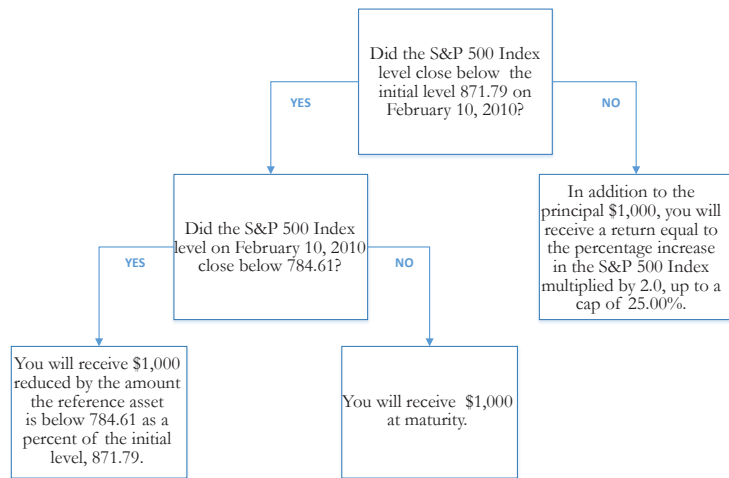 Did the S&P 500 Index
level close below the
initial level 871.79 on
February 10, 2010?
YES
NO
Did the S&P 500 Index
level on February 10, 2010
close below 784.61?
In addition to the
principal $1,000, you will
receive a return equal to
the percentage increase
in the S&P 500 Index
multiplied by 2.0, up to a
cap of 25.00%.
YES
NO
You will receive $1,000
reduced by the amount
the reference asset
is below 784.61 as a
percent of the initial
level, 871.79.
You will receive $1,000
at maturity.